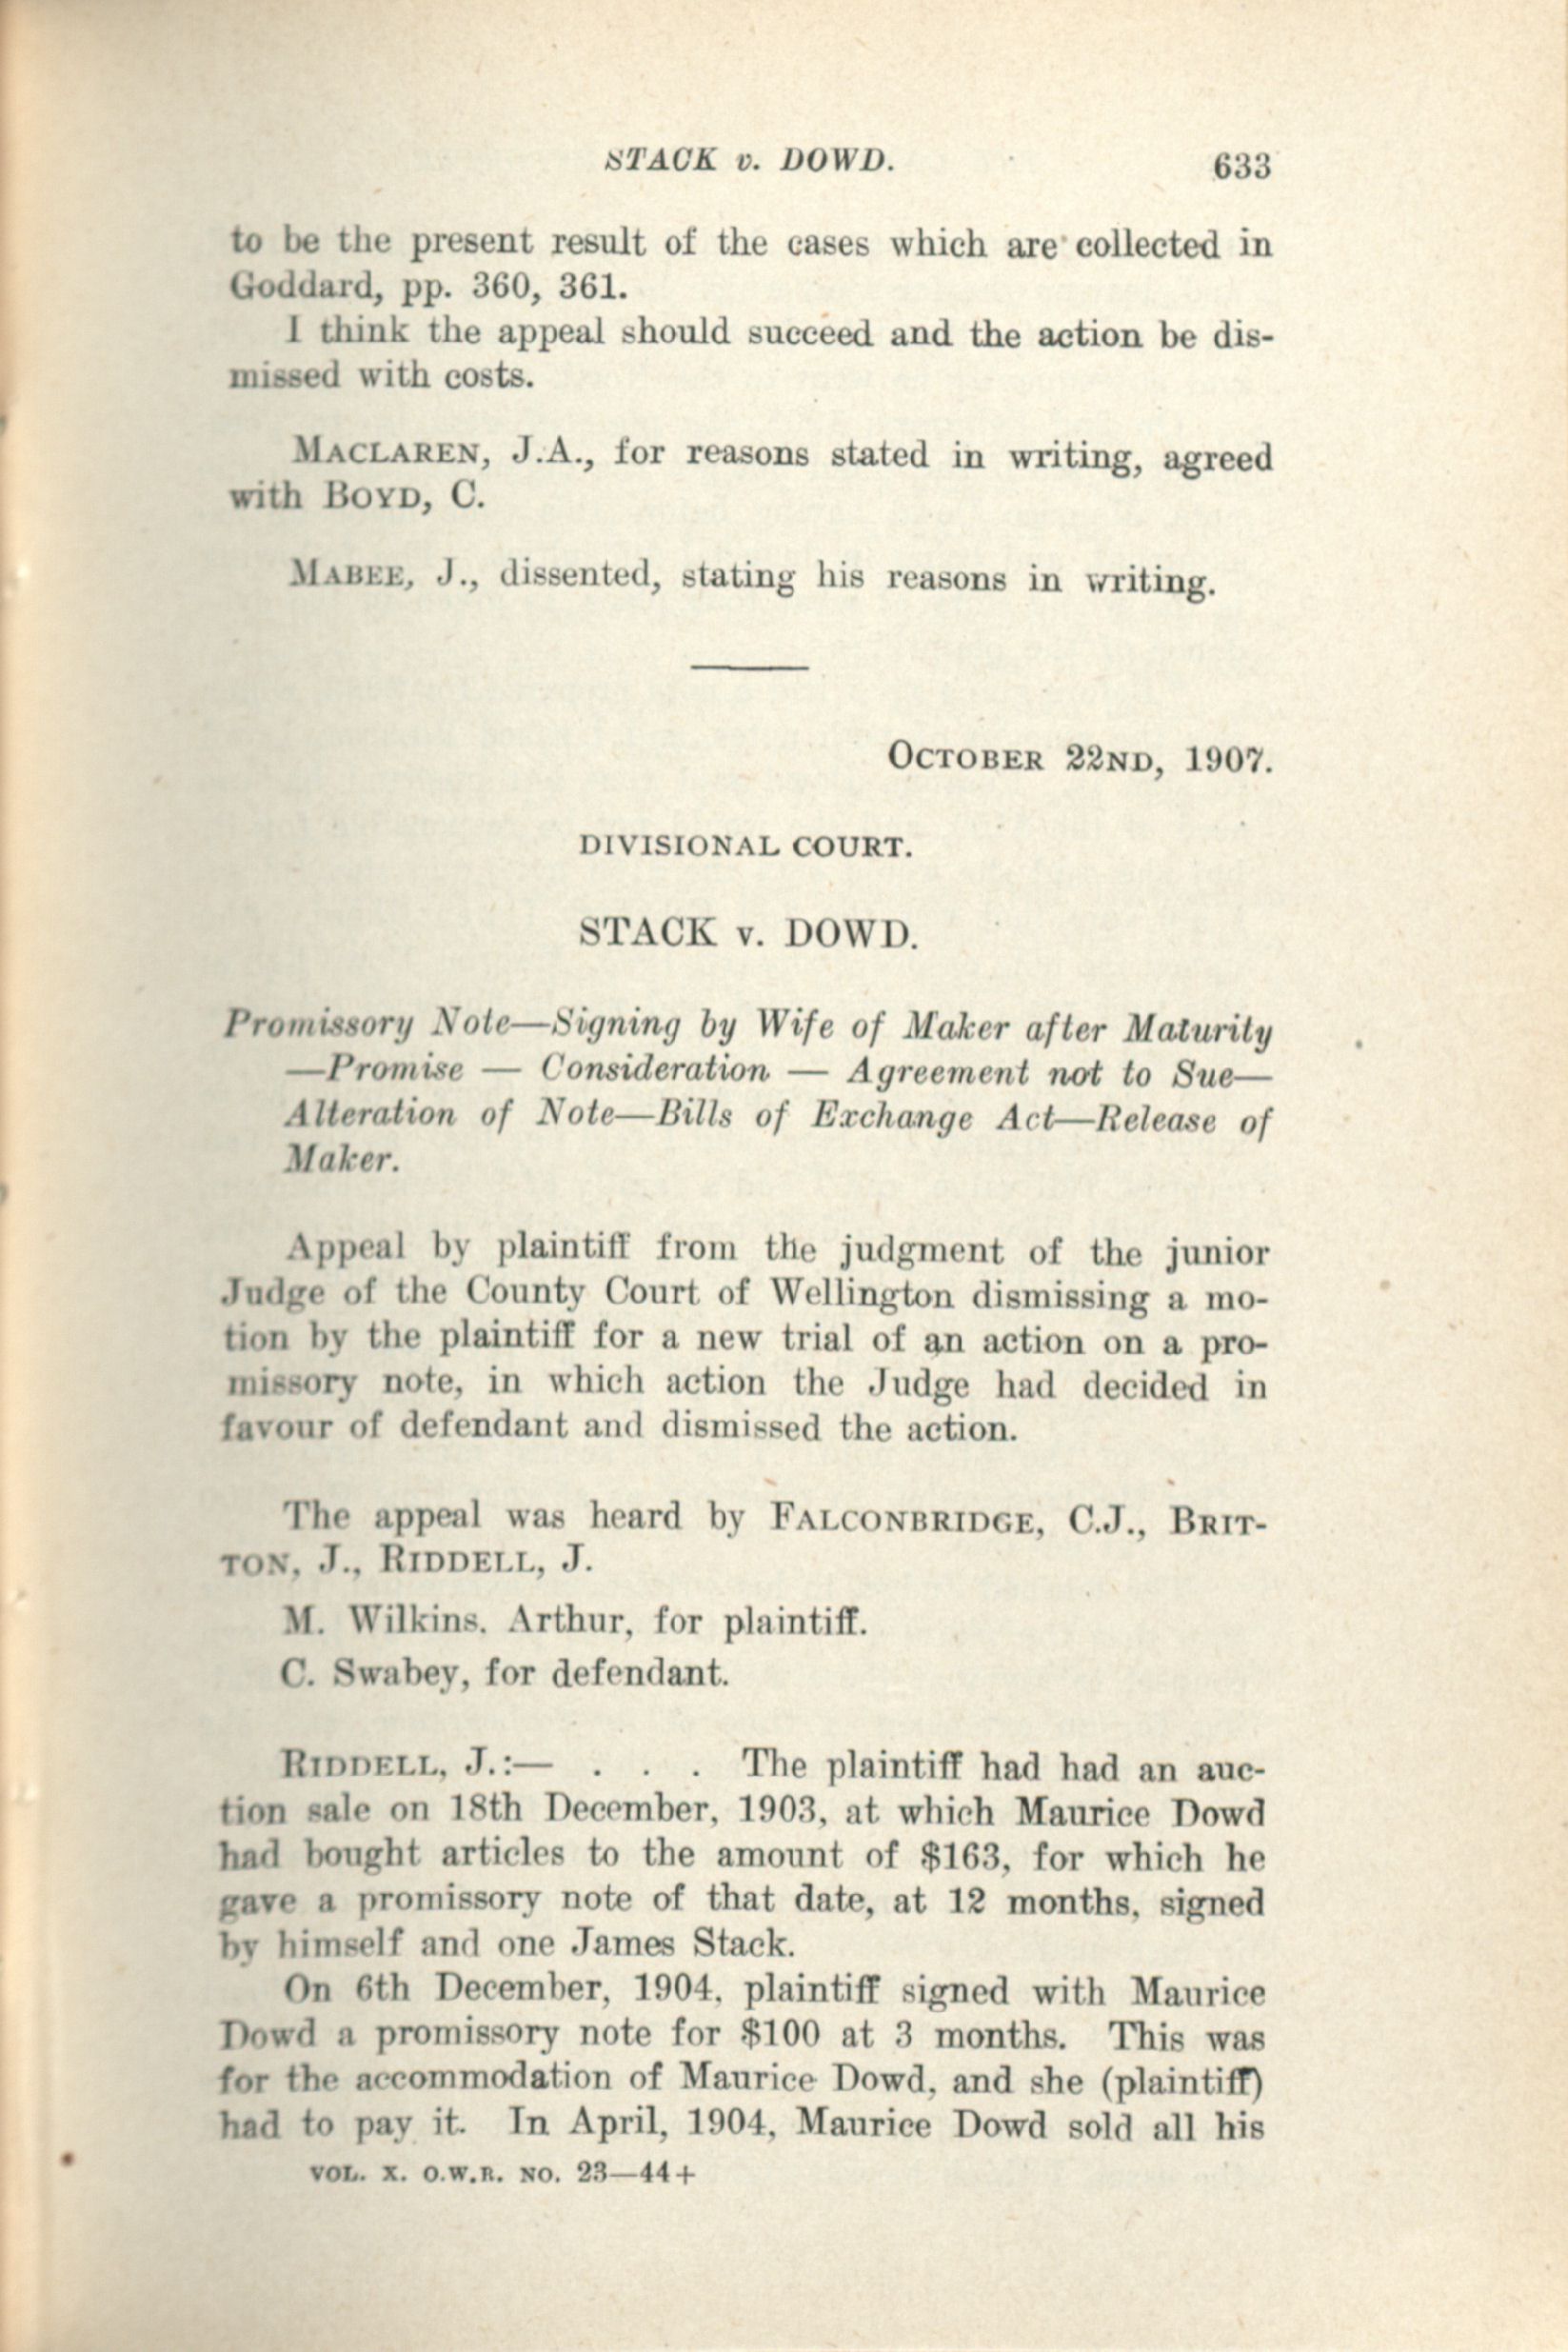 STACK v. DOWD.
633
to be the present result of the cases which are collected in
Goddard, pp. 360, 361.
I think the appeal should succeed and the action be dis-
missed with costs.
MACLAREN, J.A., for reasons stated in writing, agreed
with BOYD, C.
MABEE, J., dissented, stating his reasons in writing.
OCTOBER 22ND, 1907.
DIVISIONAL COURT.
STACK v. DOWD.
Promissory Note—Signing by Wife of Maker after Maturity
—Promise — Consideration — Agreement not to Sue—
Alteration of Note—Bills of Exchange Act—Release of
Maker.
Appeal by plaintiff from the judgment of the junior
Judge of the County Court of Wellington dismissing a mo-
tion by the plaintiff for a new trial of an action on a pro-
missory note, in which action the Judge had decided in
favour of defendant and dismissed the action.
The appeal was heard by FALCONBRIDGE, C.J., BRIT-
TON, J., RIDDELL, J.
M. Wilkins. Arthur, for plaintiff.
C. Swabey, for defendant.
RIDDELL, J.:— . . . The plaintiff had had an auc-
tion sale on 18th December, 1903, at which Maurice Dowd
had bought articles to the amount of $163, for which he
gave a promissory note of that date, at 12 months, signed
by himself and one James Stack.
On 6th December, 1904, plaintiff signed with Maurice
Dowd a promissory note for $100 at 3 months. This was
for the accommodation of Maurice Dowd, and she (plaintiff)
had to pay it. In April, 1904, Maurice Dowd sold all his
VOL. X. O.W.R. NO. 23—44+